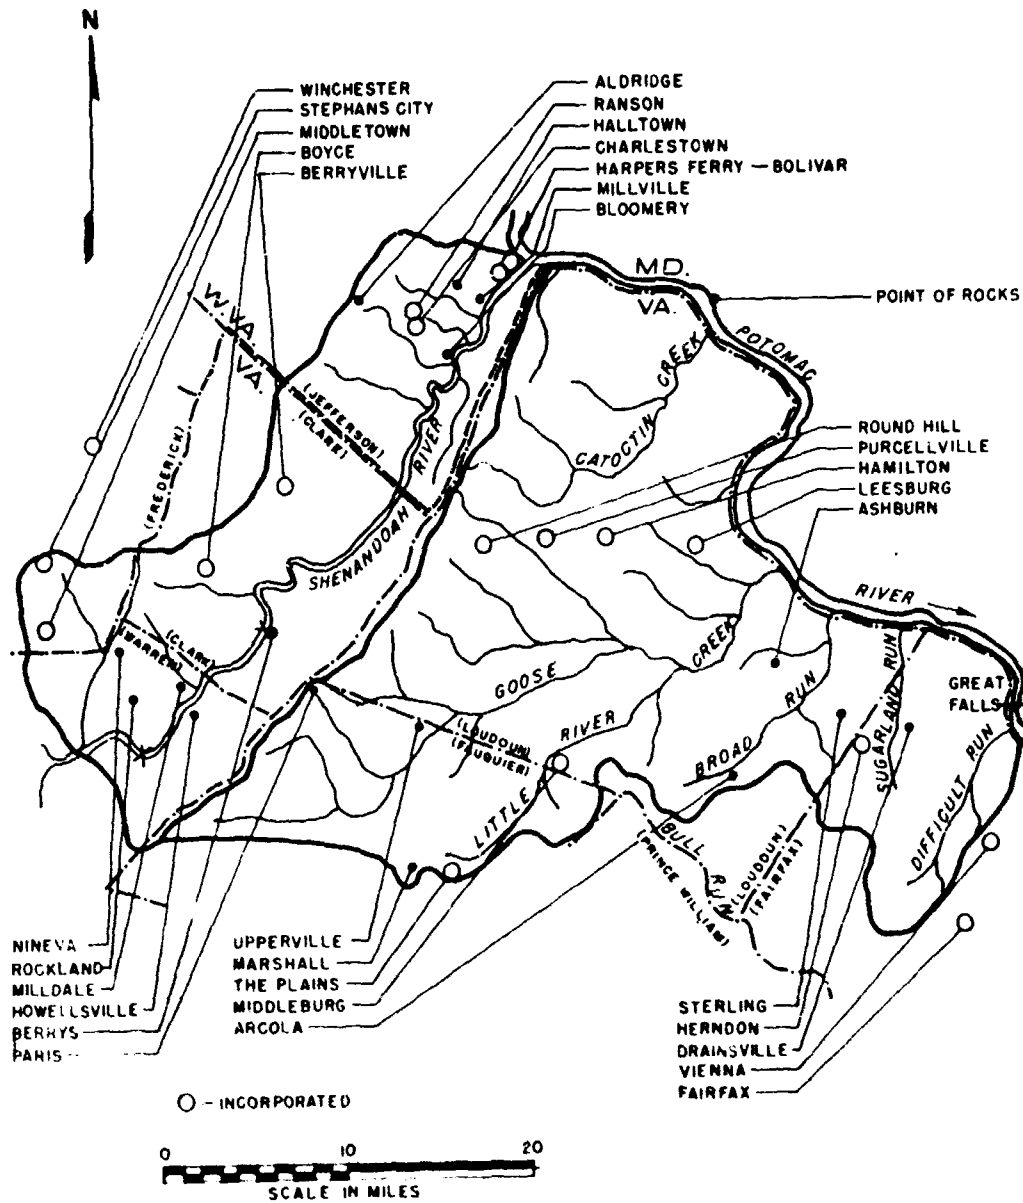 N
WINCHESTER
STEPHANS CITY
MIDDLETOWN
BOYCE
BERRYVILLE
ALDRIDGE
RANSON
HALLTOWN
CHARLESTOWN
HARPERS FERRY — BOLIVAR
MILLVILLE
BLOOMERY
MD.
VA.
POINT OF ROCKS
W. VA.
VA.
POTOMAC
CREEK
CATOCTIN
(JEFFERSON)
(CLARK)
RIVER
SHENANDOAH
(FREDERICK)
ROUND HILL
PURCELLVILLE
HAMILTON
LEESBURG
ASHBURN
RIVER
(CLARK)
(WARREN)
GOOSE
CREEK
RUN
BROAD
SUGARLAND RUN
GREAT
FALLS
DIFFICULT RUN
(LOUDOUN)
(FAUQUIER)
RIVER
LITTLE
BULL
RUN
(PRINCE WILLIAM)
(LOUDOUN)
(FAIRFAX)
NINEVA
ROCKLAND
MILLDALE
HOWELLSVILLE
BERRYS
PARIS
UPPERVILLE
MARSHALL
THE PLAINS
MIDDLEBURG
ARCOLA
STERLING
HERNDON
DRAINSVILLE
VIENNA
FAIRFAX
O - INCORPORATED
0 10 20
SCALE IN MILES